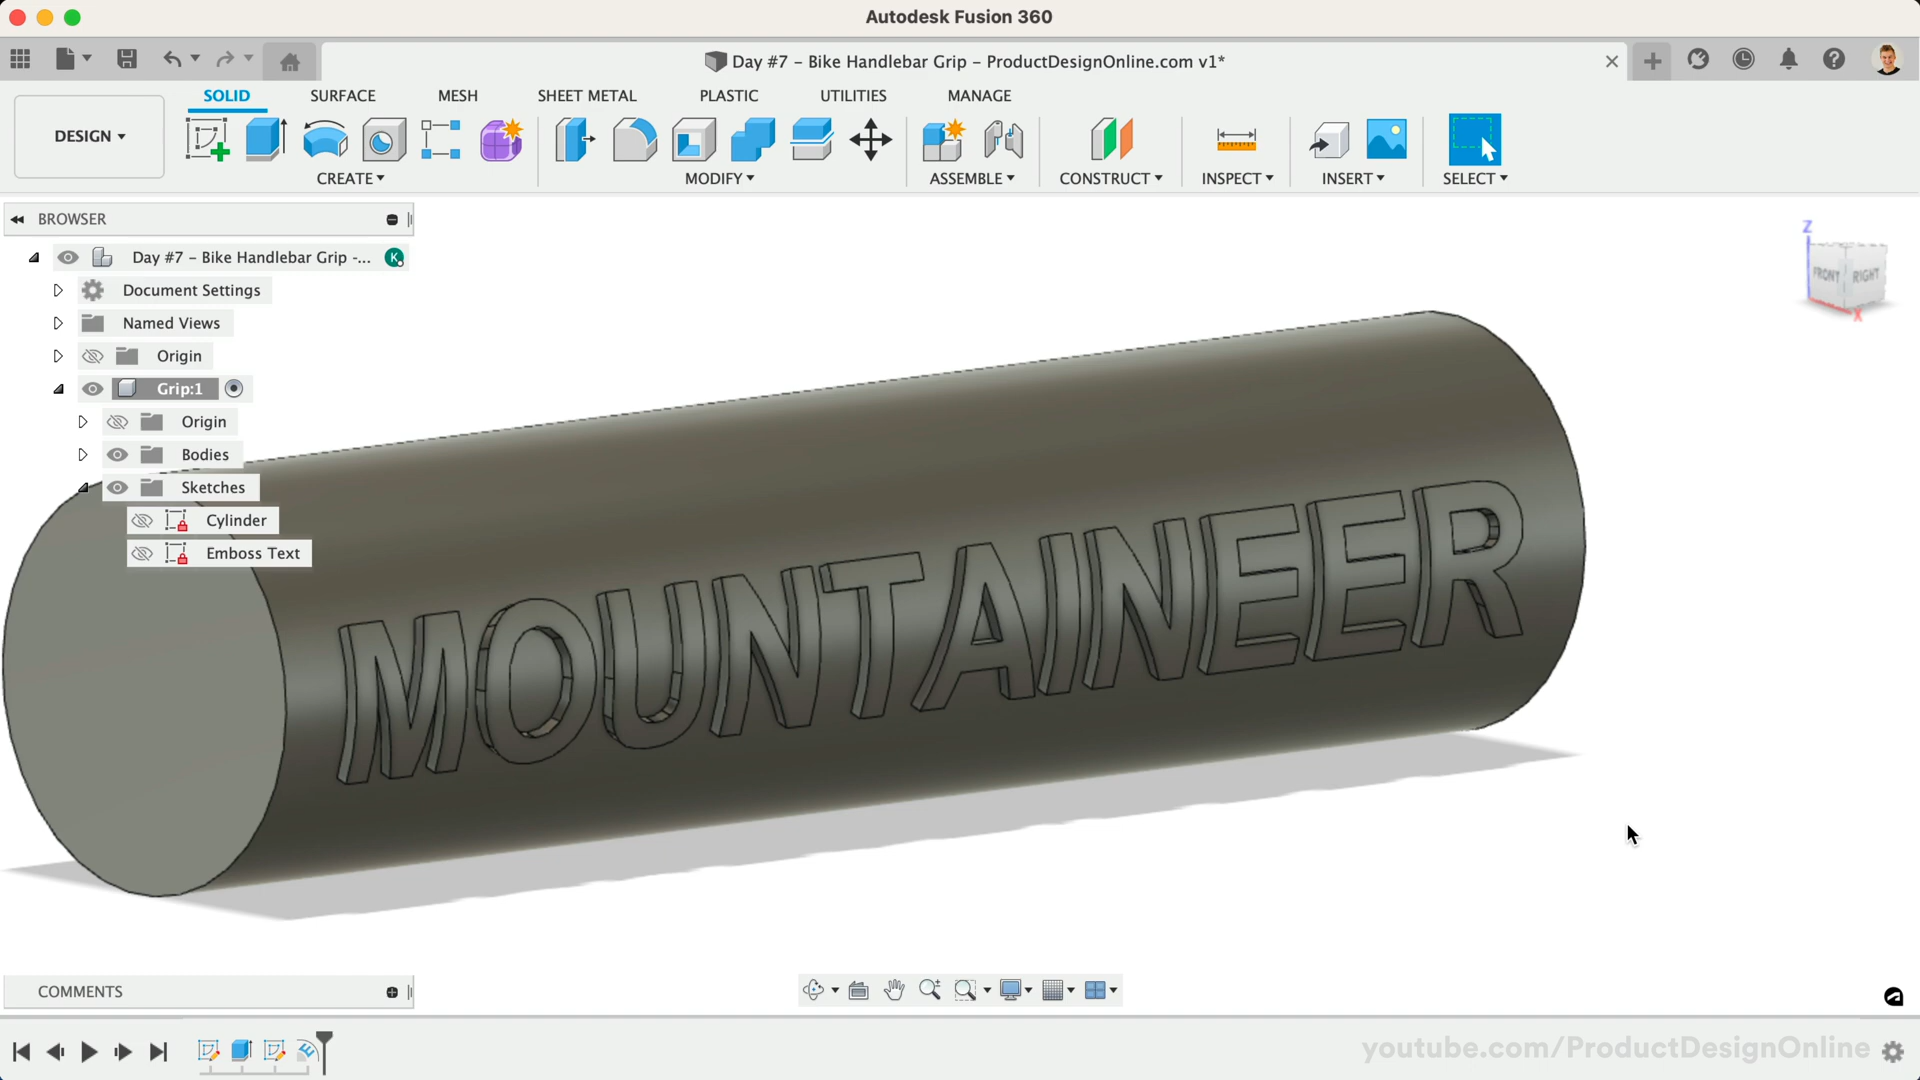 Autodesk Fusion 360
Day #7 – Bike Handlebar Grip – ProductDesignOnline.com v1*
SOLID SURFACE MESH SHEET METAL PLASTIC UTILITIES MANAGE
DESIGN
CREATE MODIFY ASSEMBLE CONSTRUCT INSPECT INSERT SELECT
BROWSER
Day #7 – Bike Handlebar Grip -... K
Document Settings
Named Views
Origin
Grip:1
Origin
Bodies
Sketches
Cylinder
Emboss Text
Z
FRONT RIGHT
X
MOUNTAINEER
COMMENTS
youtube.com/ProductDesignOnline